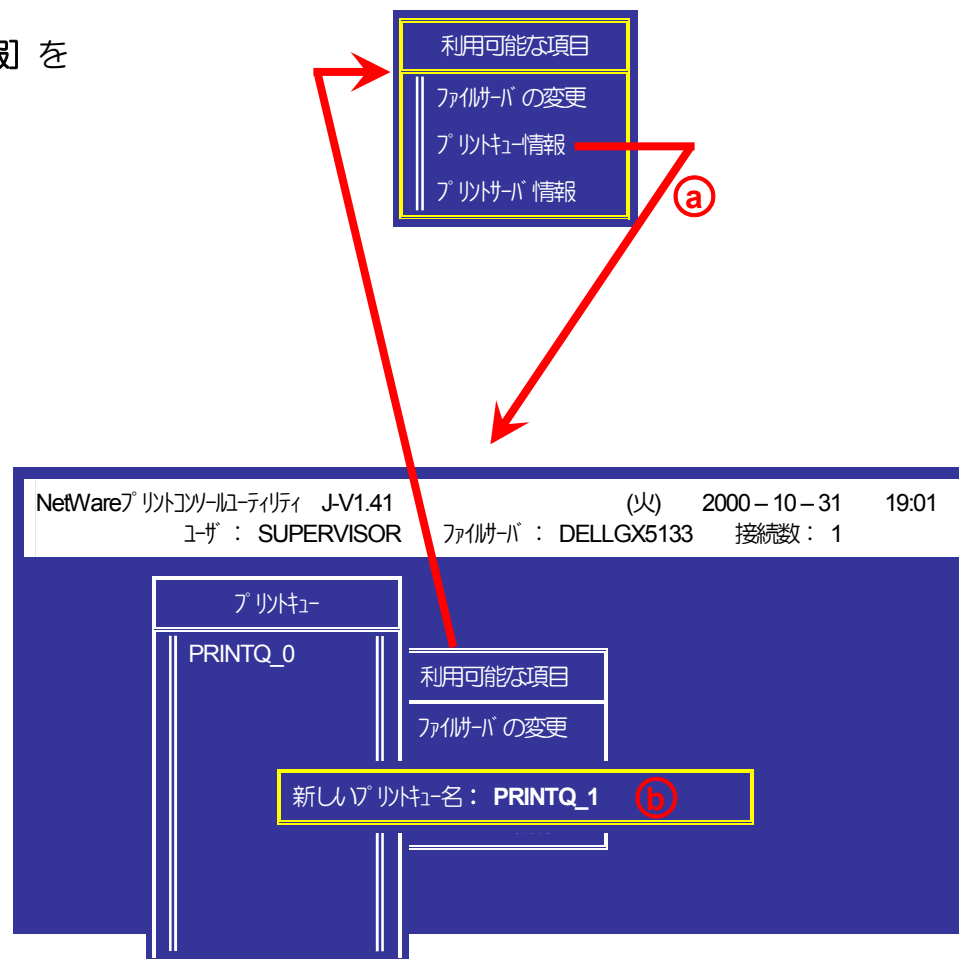 報] を
利用可能な項目
ファイルサーバの変更
プリントキュー情報
プリントサーバ情報
a
NetWareプリントコンソールユーティリティ J-V1.41 (火) 2000 – 10 – 31 19:01
ユーザ : SUPERVISOR ファイルサーバ : DELLGX5133 接続数 : 1
プリントキュー
PRINTQ_0
利用可能な項目
ファイルサーバの変更
新しいプリントキュー名 : PRINTQ_1 b